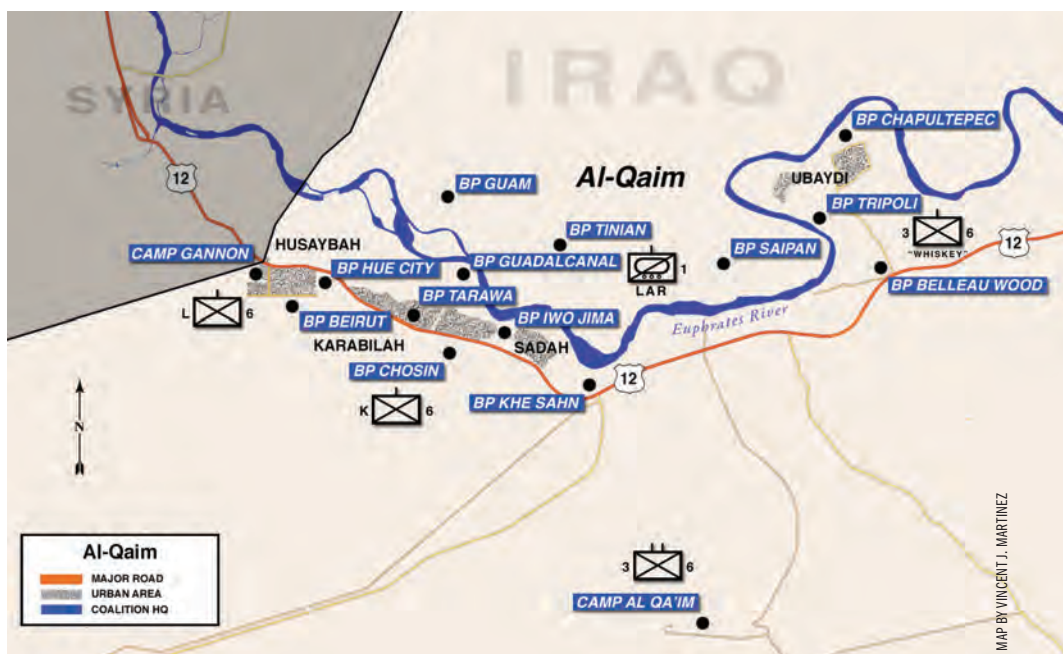 SYRIA
IRAQ
12
BP CHAPULTEPEC
UBAYDI
BP GUAM
Al-Qaim
BP TRIPOLI
BP TINIAN
3 6
"WHISKEY"
12
CAMP GANNON
HUSAYBAH
BP HUE CITY
BP GUADALCANAL
1
LAR
BP SAIPAN
BP BELLEAU WOOD
L 6
BP BEIRUT
BP TARAWA
BP IWO JIMA
Euphrates River
KARABILAH
SADAH
BP CHOSIN
12
BP KHE SAHN
K 6
N
Al-Qaim
MAJOR ROAD
URBAN AREA
COALITION HQ
3 6
CAMP AL QA'IM
MAP BY VINCENT J. MARTINEZ